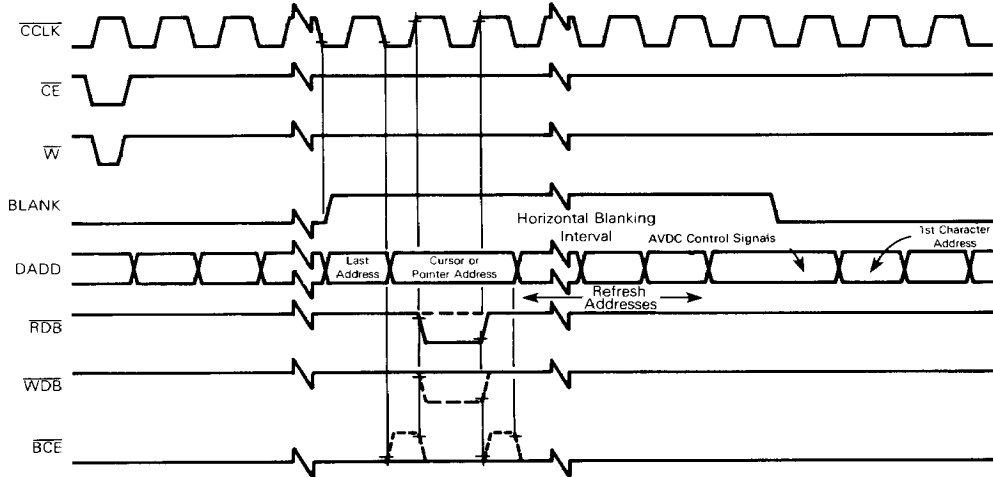 CCLK
CE
W
BLANK
Horizontal Blanking
Interval
AVDC Control Signals
1st Character
Address
DADD
Last
Address
Cursor or
Pointer Address
Refresh
Addresses
RDB
WDB
BCE